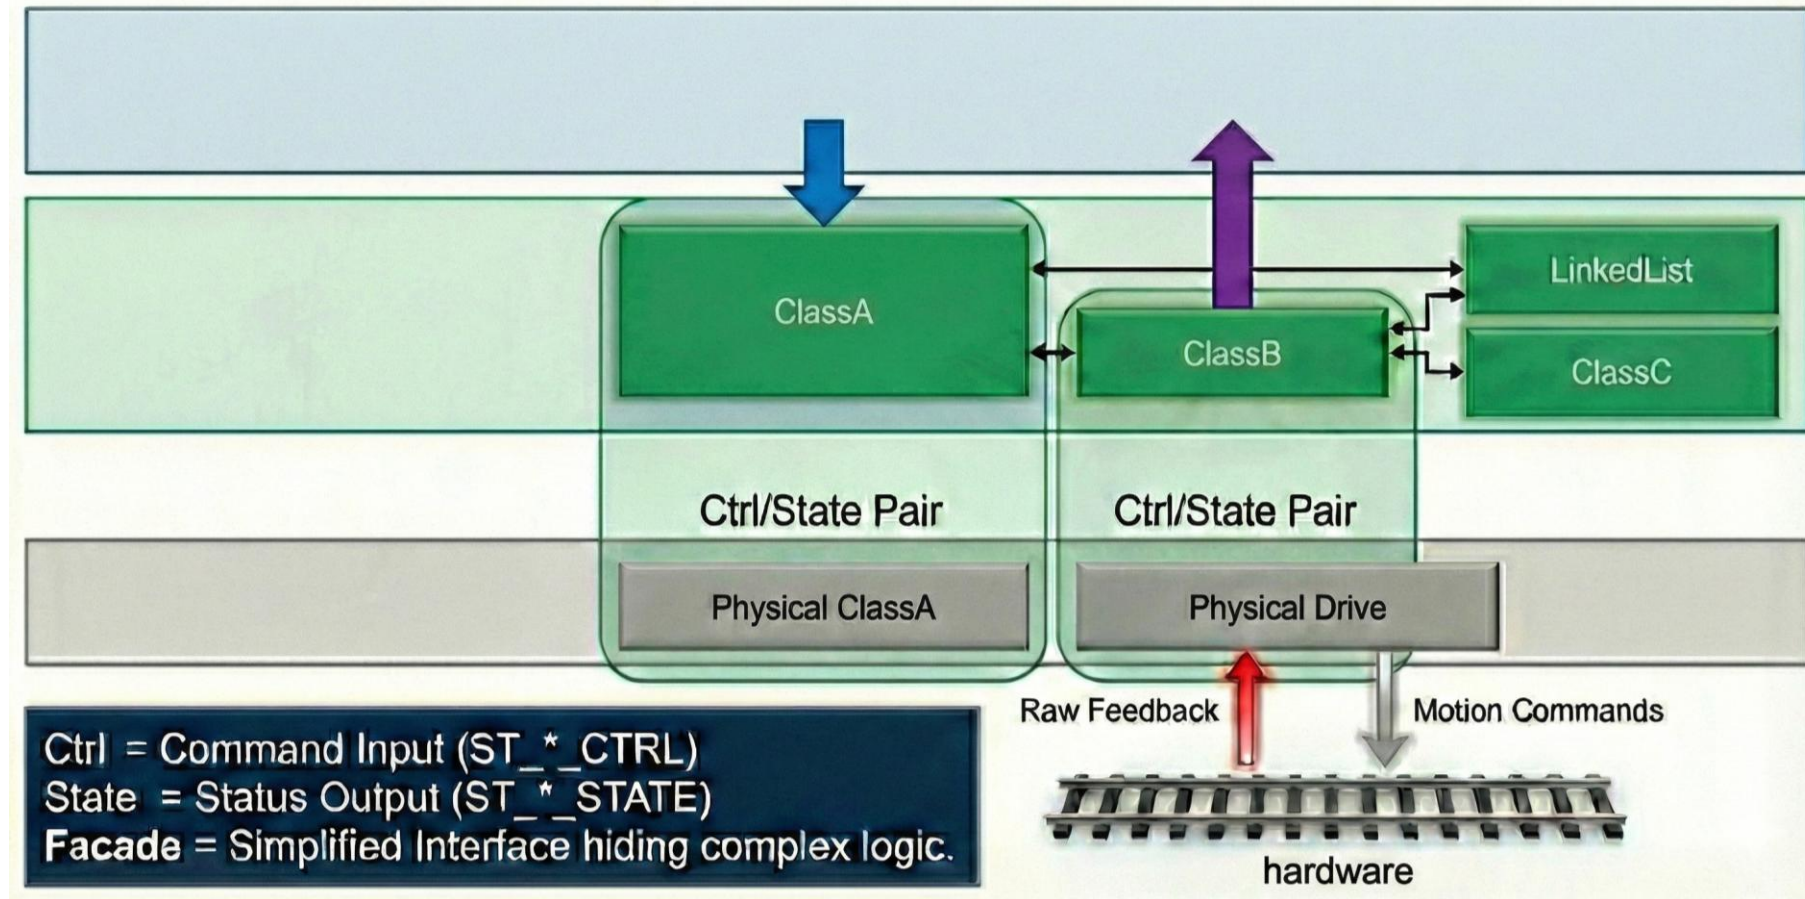 ClassA
LinkedList
ClassB
ClassC
Ctrl/State Pair
Ctrl/State Pair
Physical ClassA
Physical Drive
Raw Feedback
Motion Commands
Ctrl = Command Input (ST_*_CTRL)
State = Status Output (ST_*_STATE)
Facade = Simplified Interface hiding complex logic.
hardware